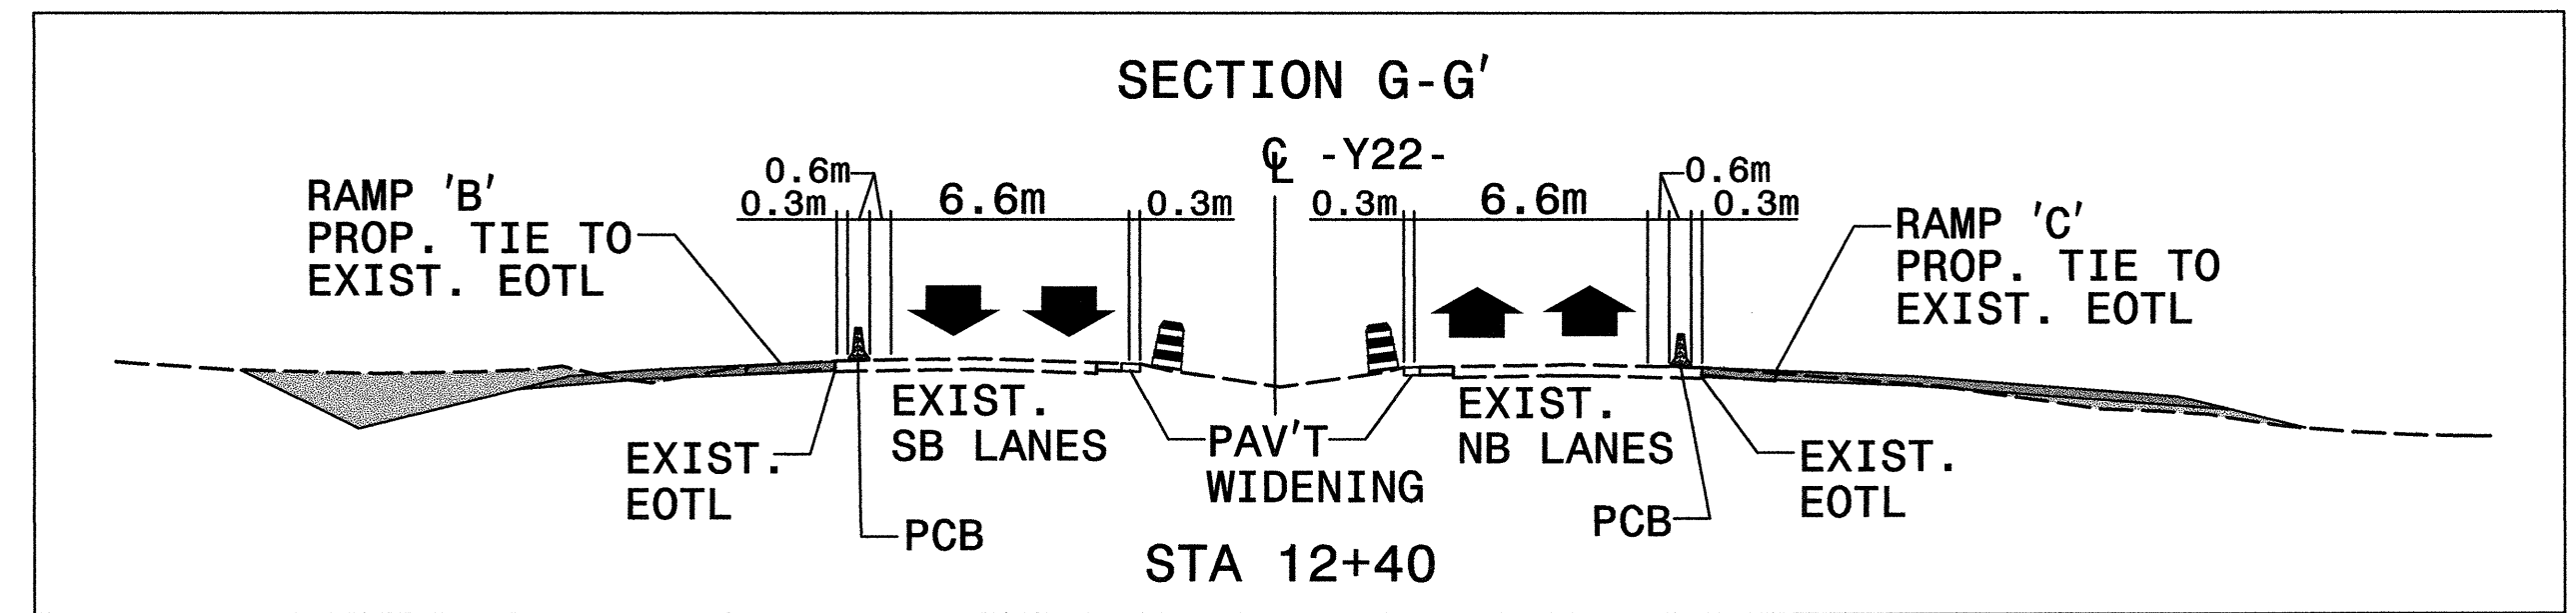 SECTION G-G'
℄ -Y22-
0.6m
0.3m
6.6m
0.3m
0.3m
6.6m
0.6m
0.3m
RAMP 'B'
PROP. TIE TO
EXIST. EOTL
RAMP 'C'
PROP. TIE TO
EXIST. EOTL
EXIST.
SB LANES
EXIST.
NB LANES
PAV'T
WIDENING
EXIST.
EOTL
EXIST.
EOTL
PCB
PCB
STA 12+40